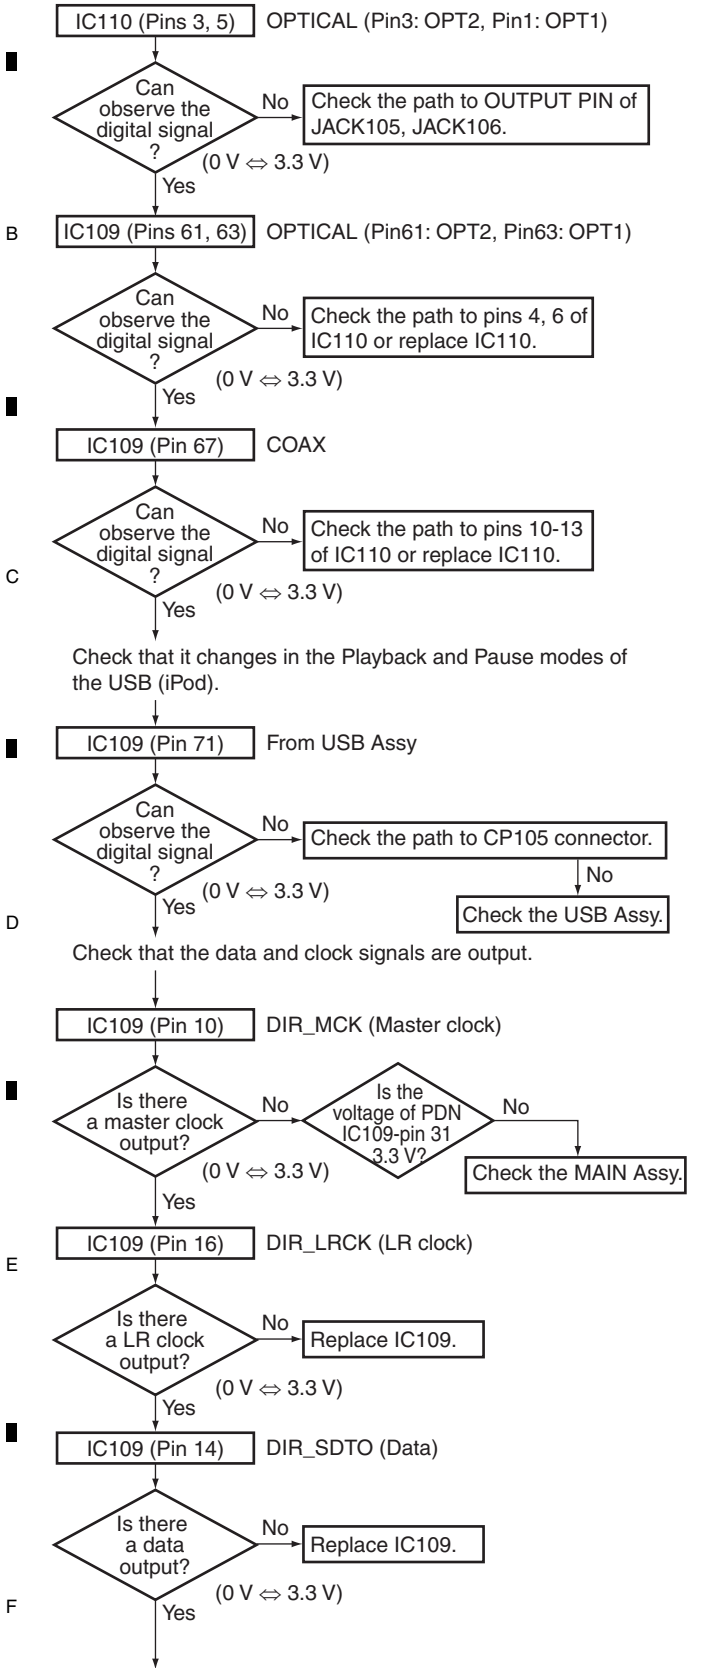 IC110 (Pins 3, 5)
OPTICAL (Pin3: OPT2, Pin1: OPT1)
Can
observe the
digital signal
?
No
Check the path to OUTPUT PIN of
JACK105, JACK106.
(0 V ⇔ 3.3 V)
Yes
B
IC109 (Pins 61, 63)
OPTICAL (Pin61: OPT2, Pin63: OPT1)
Can
observe the
digital signal
?
No
Check the path to pins 4, 6 of
IC110 or replace IC110.
(0 V ⇔ 3.3 V)
Yes
IC109 (Pin 67)
COAX
Can
observe the
digital signal
?
No
Check the path to pins 10-13
of IC110 or replace IC110.
C
(0 V ⇔ 3.3 V)
Yes
Check that it changes in the Playback and Pause modes of
the USB (iPod).
IC109 (Pin 71)
From USB Assy
Can
observe the
digital signal
?
No
Check the path to CP105 connector.
No
Check the USB Assy.
(0 V ⇔ 3.3 V)
Yes
D
Check that the data and clock signals are output.
IC109 (Pin 10)
DIR_MCK (Master clock)
Is there
a master clock
output?
No
Is the
voltage of PDN
IC109-pin 31
3.3 V?
No
Check the MAIN Assy.
(0 V ⇔ 3.3 V)
Yes
IC109 (Pin 16)
DIR_LRCK (LR clock)
E
Is there
a LR clock
output?
No
Replace IC109.
(0 V ⇔ 3.3 V)
Yes
IC109 (Pin 14)
DIR_SDTO (Data)
Is there
a data
output?
No
Replace IC109.
(0 V ⇔ 3.3 V)
F
Yes